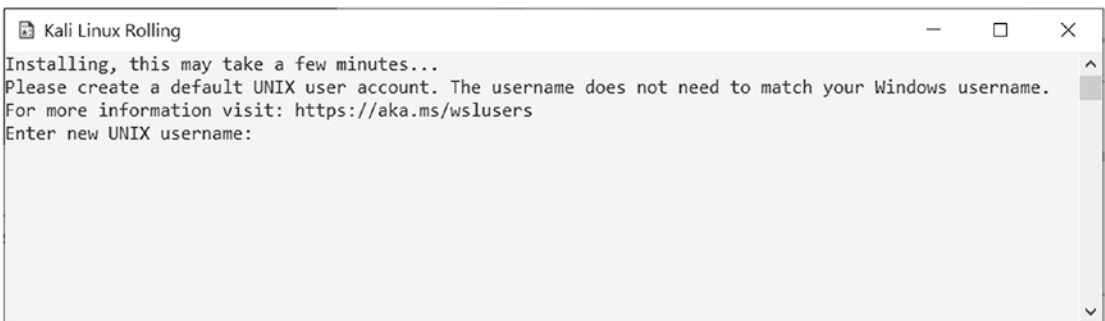 Kali Linux Rolling
Installing, this may take a few minutes...
Please create a default UNIX user account. The username does not need to match your Windows username.
For more information visit: https://aka.ms/wslusers
Enter new UNIX username: